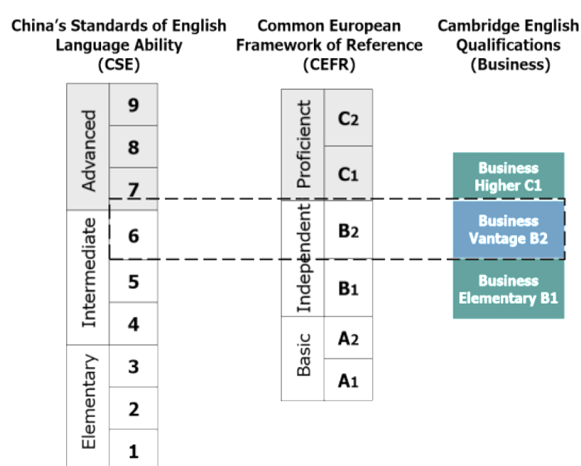 China's Standards of English
Language Ability
(CSE)
Common European
Framework of Reference
(CEFR)
Cambridge English
Qualifications
(Business)
Advanced
9
8
7
Intermediate
6
5
4
Elementary
3
2
1
Proficienct
C2
C1
Independent
B2
B1
Basic
A2
A1
Business
Higher C1
Business
Vantage B2
Business
Elementary B1